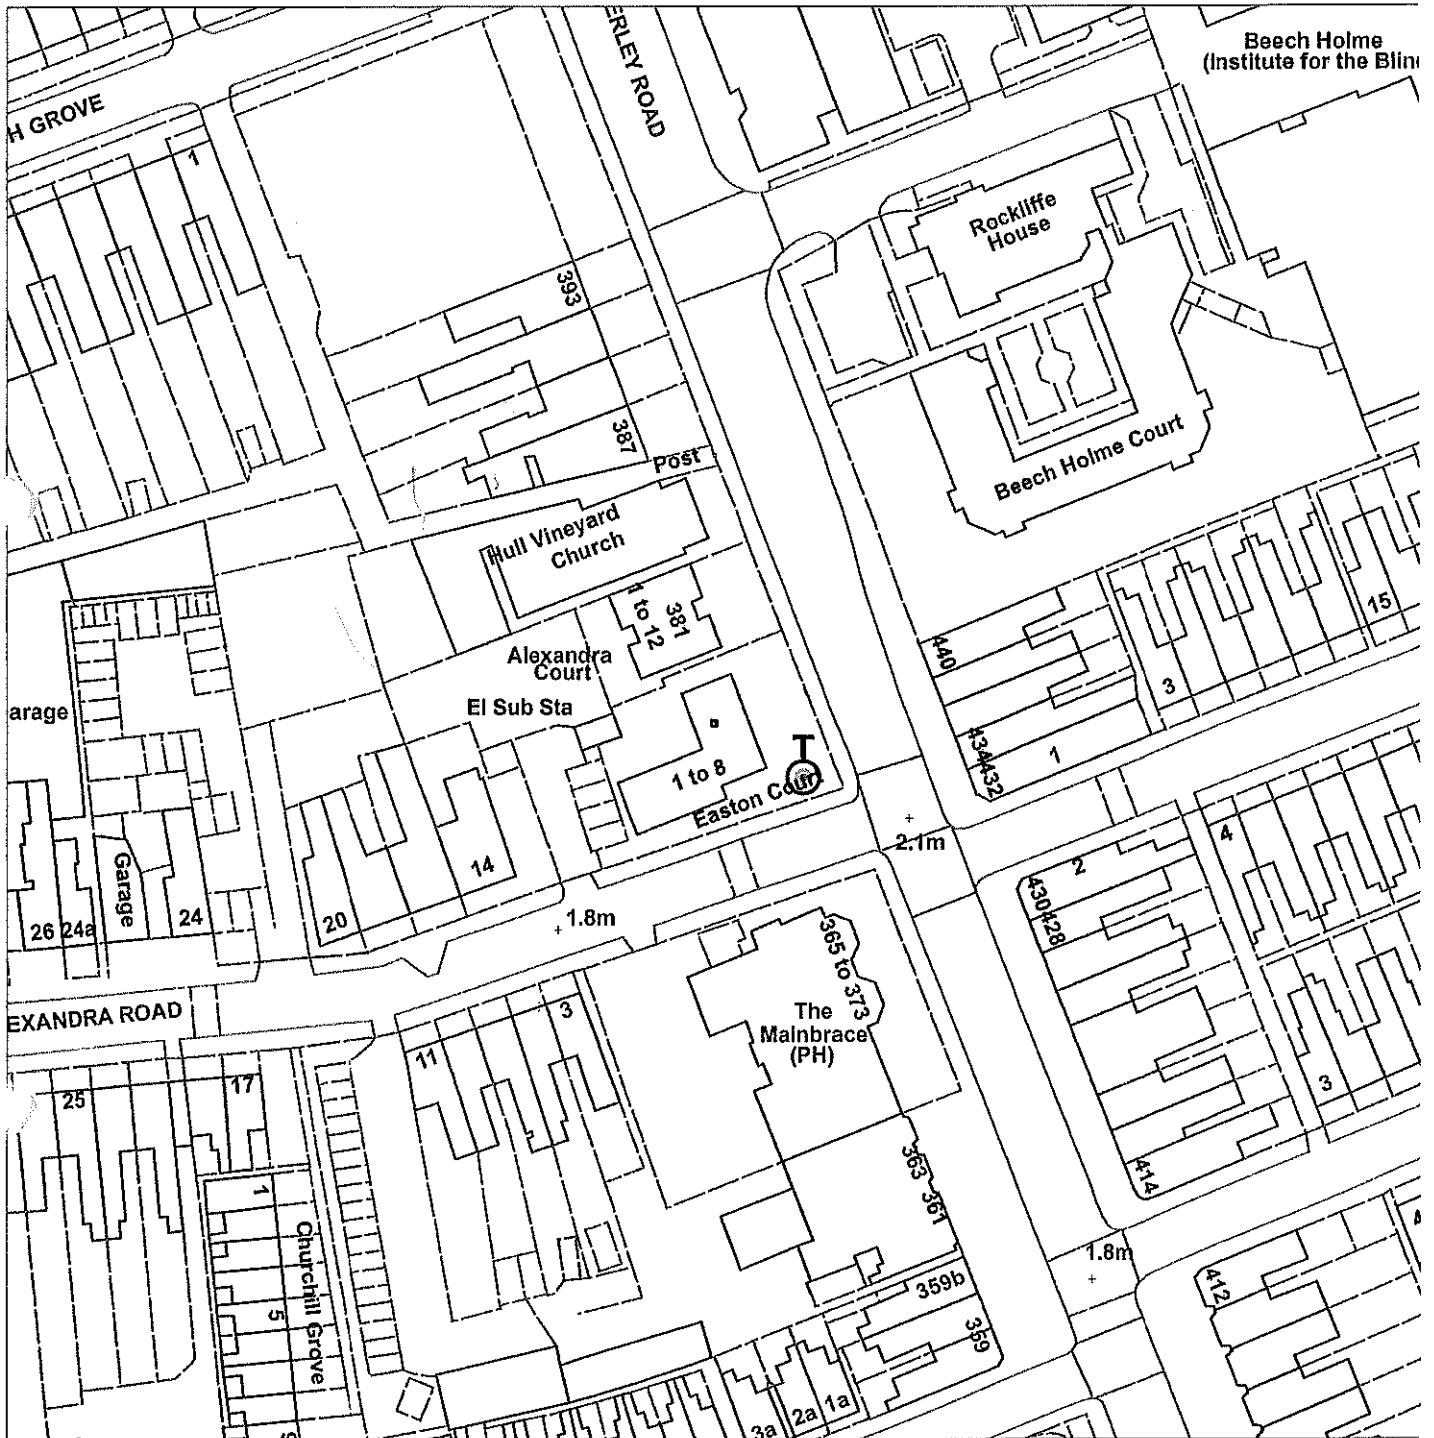 Beech Holme
(Institute for the Blin
ERLEY ROAD
H GROVE
1
Rockliffe
House
393
387
Post
Beech Holme Court
Hull Vineyard
Church
1 to 12
381
Alexandra
Court
El Sub Sta
arage
440
15
3
434
432
1
T
1 to 8
Easton Court
2.1m
4
2
430
428
14
20
Garage
26
24a
24
1.8m
365 to 373
The
Mainbrace
(PH)
EXANDRA ROAD
3
11
25
17
3
414
363
361
1
Churchill Grove
5
1.8m
412
359b
359
3a
2a
1a